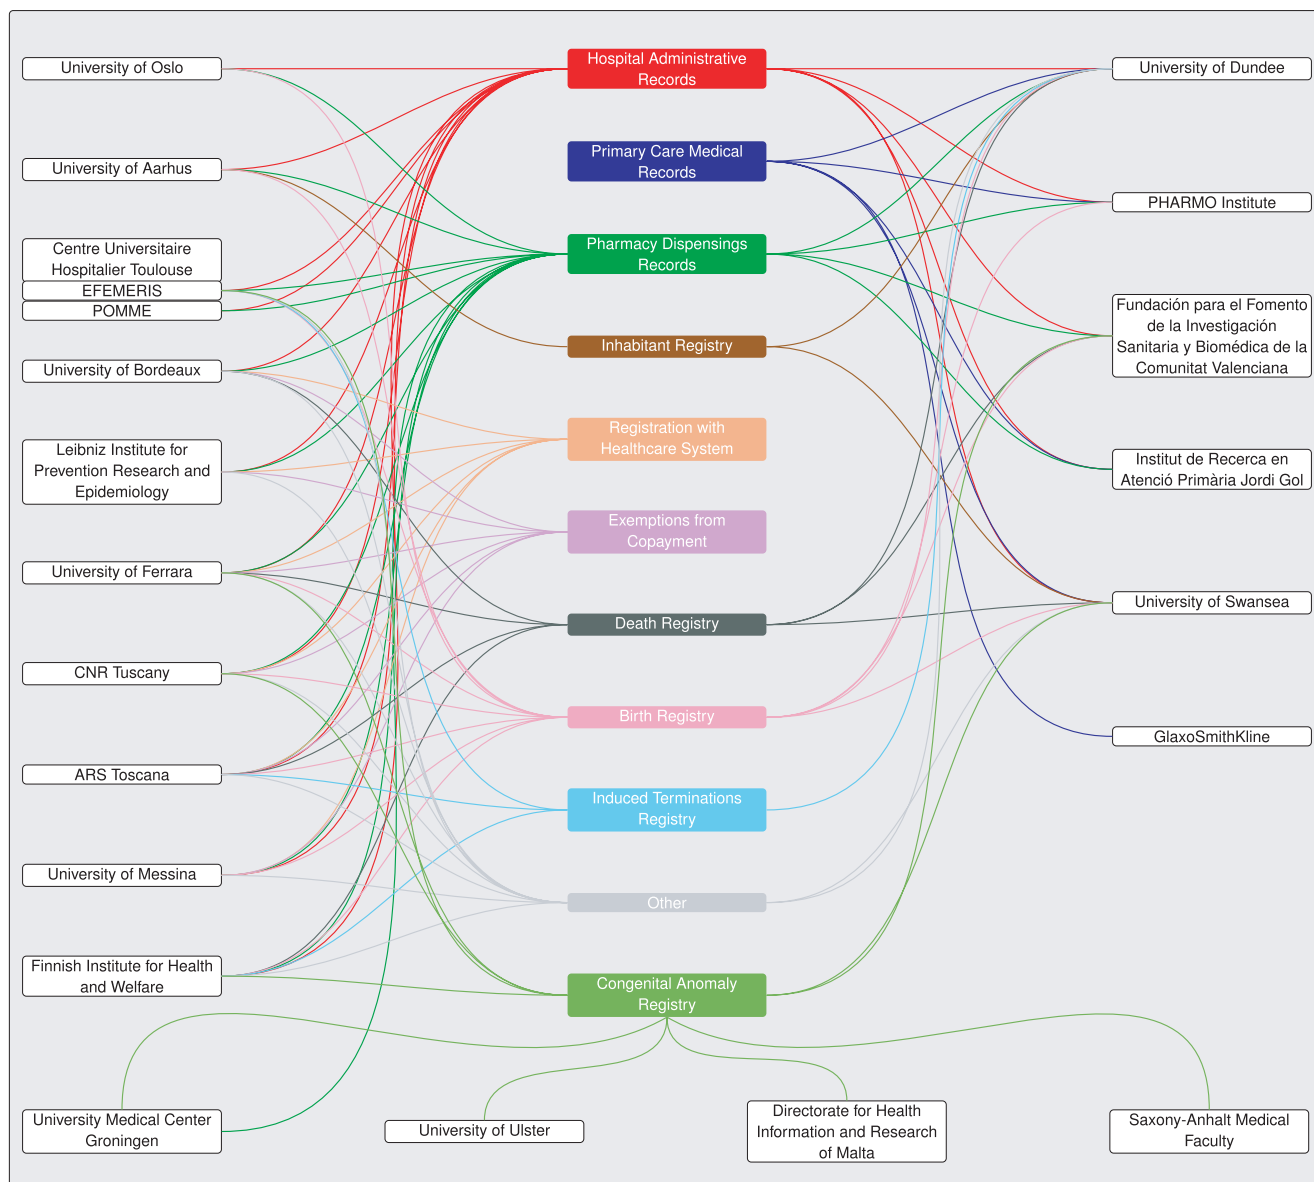 University of Oslo
University of Aarhus
Centre Universitaire
Hospitalier Toulouse
EFEMERIS
POMME
University of Bordeaux
Leibniz Institute for
Prevention Research and
Epidemiology
University of Ferrara
CNR Tuscany
ARS Toscana
University of Messina
Finnish Institute for Health
and Welfare
University Medical Center
Groningen
Hospital Administrative
Records
Primary Care Medical
Records
Pharmacy Dispensings
Records
Inhabitant Registry
Registration with
Healthcare System
Exemptions from
Copayment
Death Registry
Birth Registry
Induced Terminations
Registry
Other
Congenital Anomaly
Registry
University of Ulster
Directorate for Health
Information and Research
of Malta
University of Dundee
PHARMO Institute
Fundación para el Fomento
de la Investigación
Sanitaria y Biomédica de la
Comunitat Valenciana
Institut de Recerca en
Atenció Primària Jordi Gol
University of Swansea
GlaxoSmithKline
Saxony-Anhalt Medical
Faculty